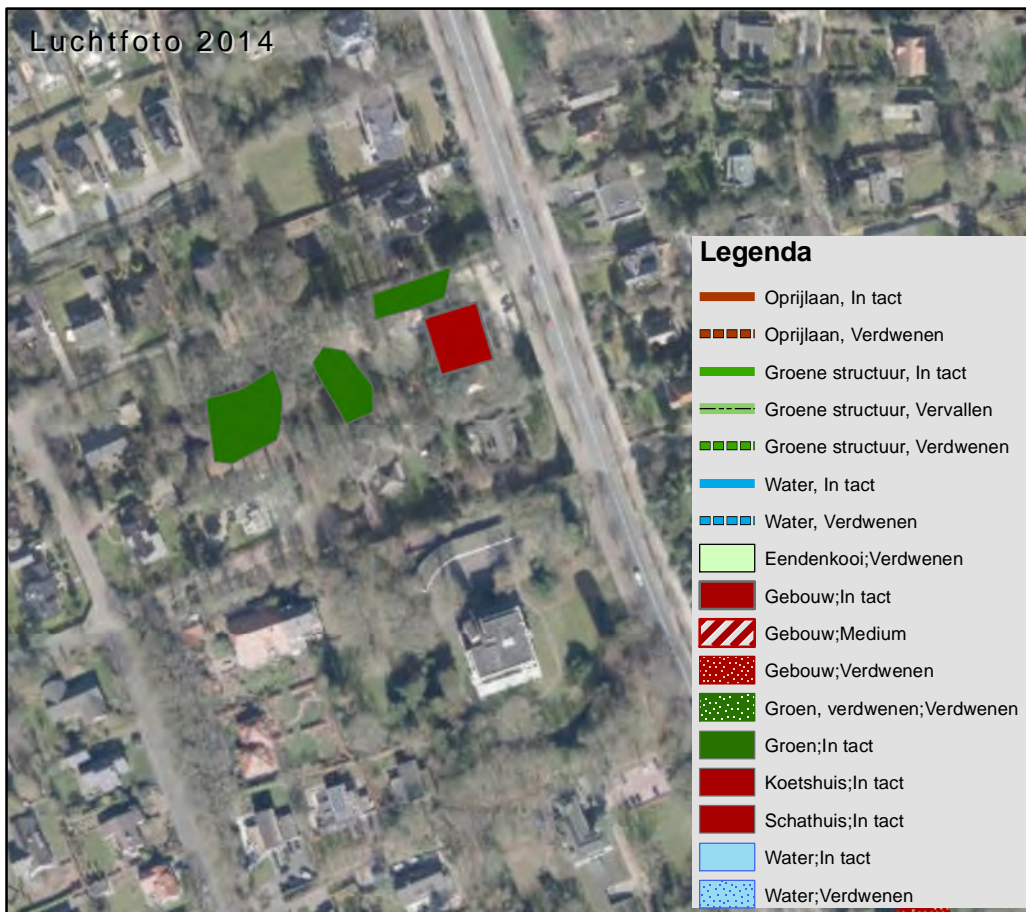 Luchtfoto 2014
Legenda
Oprijlaan, In tact
Oprijlaan, Verdwenen
Groene structuur, In tact
Groene structuur, Vervallen
Groene structuur, Verdwenen
Water, In tact
Water, Verdwenen
Eendenkooi;Verdwenen
Gebouw;In tact
Gebouw;Medium
Gebouw;Verdwenen
Groen, verdwenen;Verdwenen
Groen;In tact
Koetshuis;In tact
Schathuis;In tact
Water;In tact
Water;Verdwenen